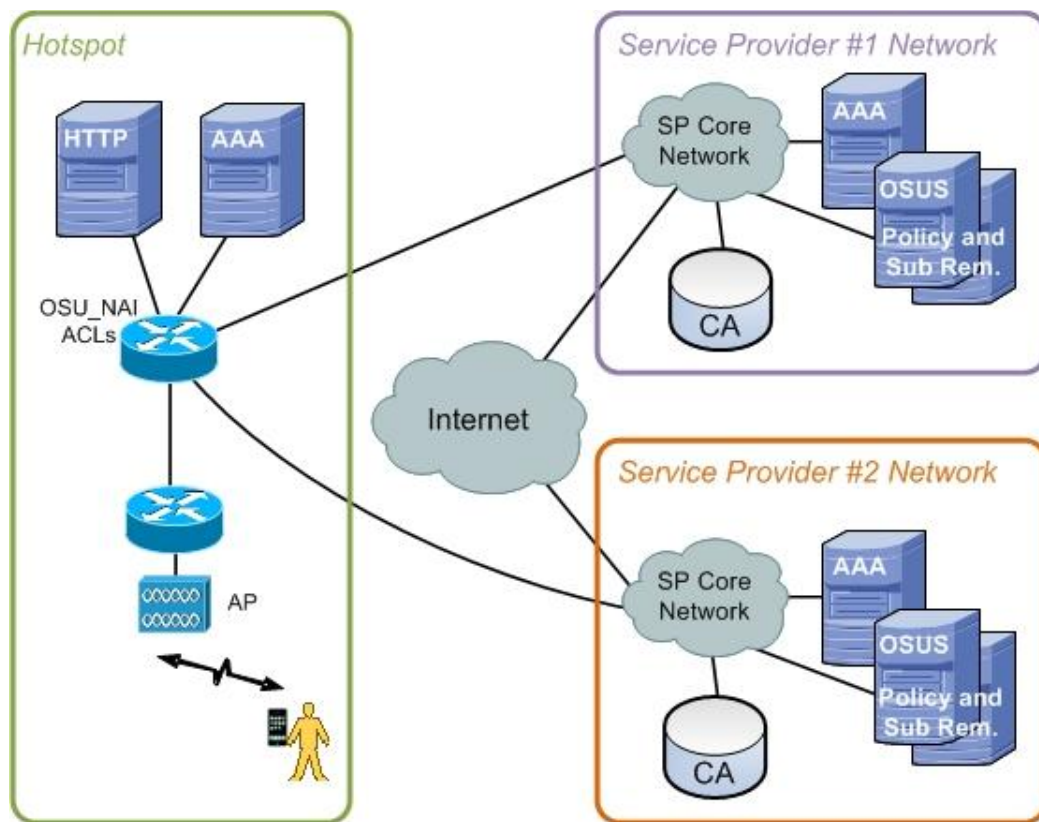 Hotspot
HTTP
AAA
OSU_NAI
ACLs
AP
Internet
Service Provider #1 Network
SP Core
Network
AAA
OSUS
Policy and
Sub Rem.
CA
Service Provider #2 Network
SP Core
Network
AAA
OSUS
Policy and
Sub Rem.
CA